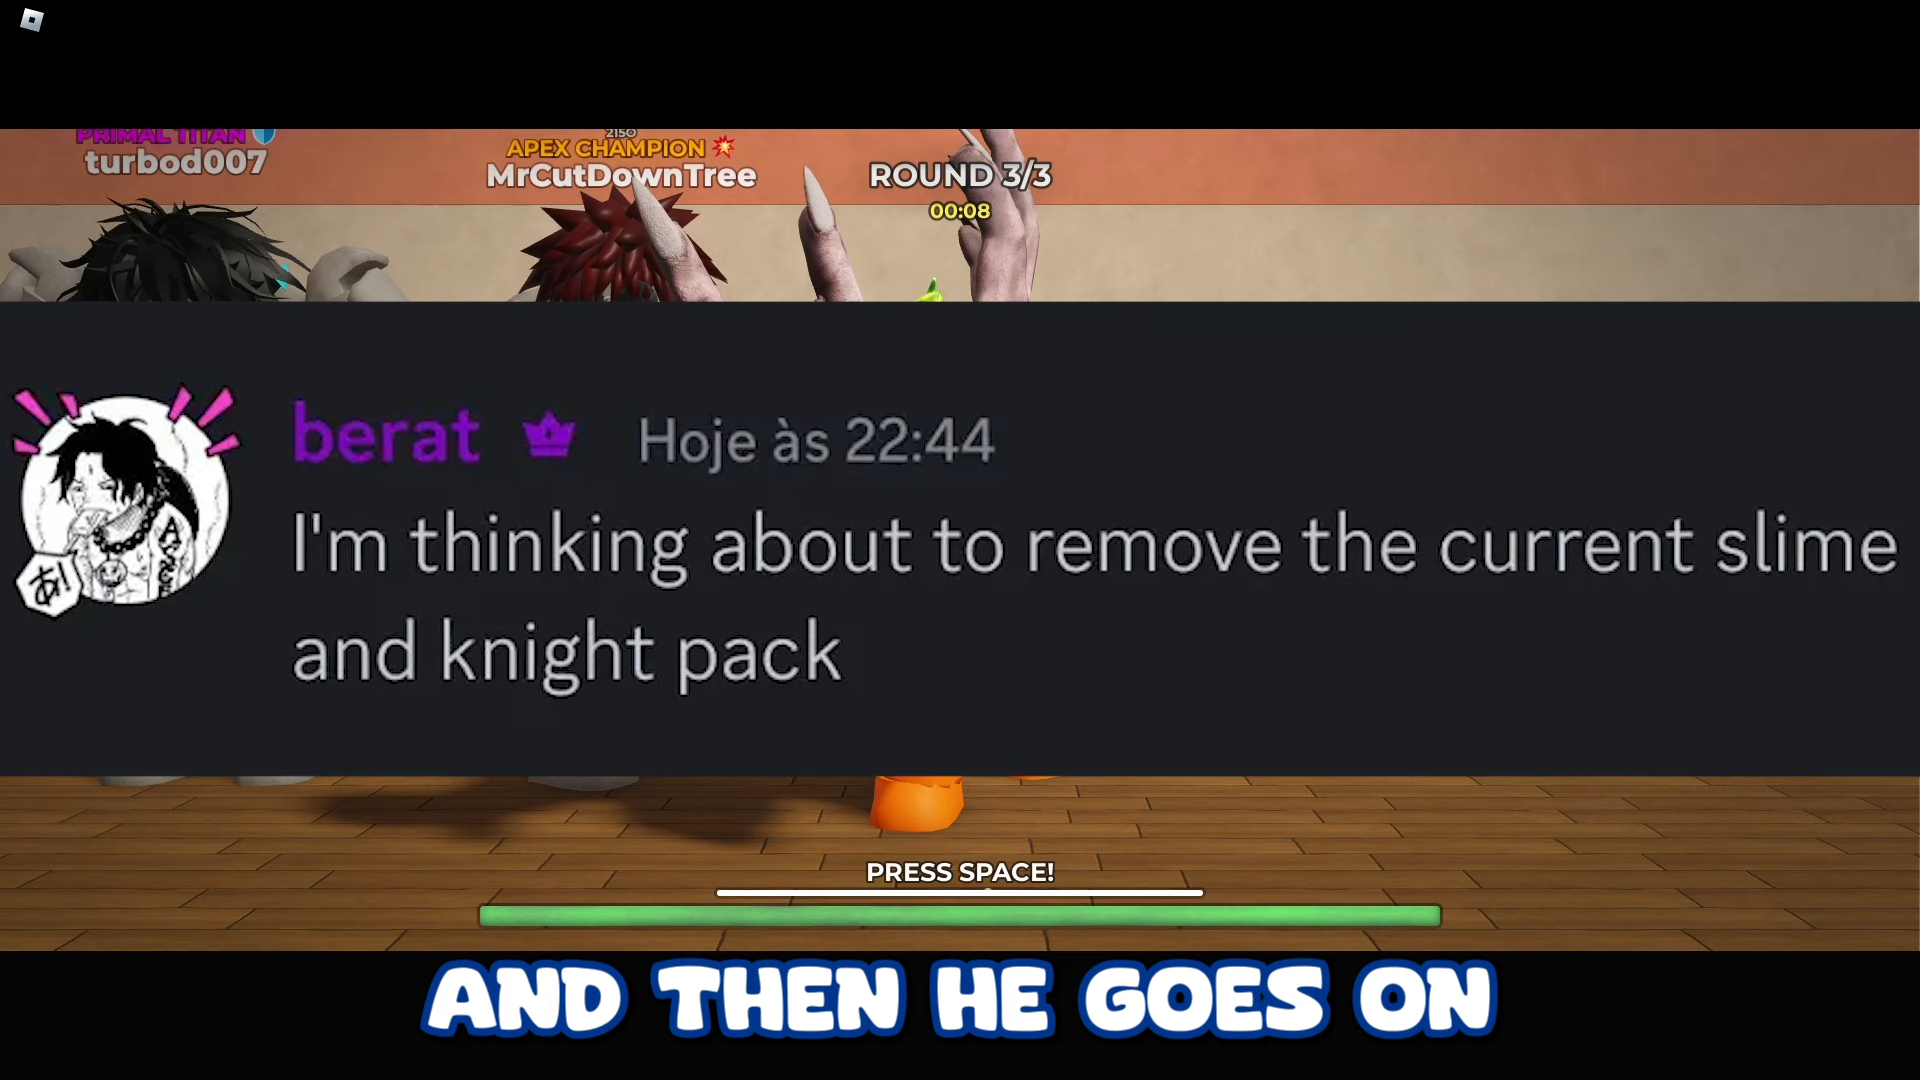 PRIMAL TITAN
turbod007
2150
APEX CHAMPION
MrCutDownTree
ROUND 3/3
00:08
berat Hoje às 22:44
I'm thinking about to remove the current slime
and knight pack
あ!
PRESS SPACE!
AND THEN HE GOES ON